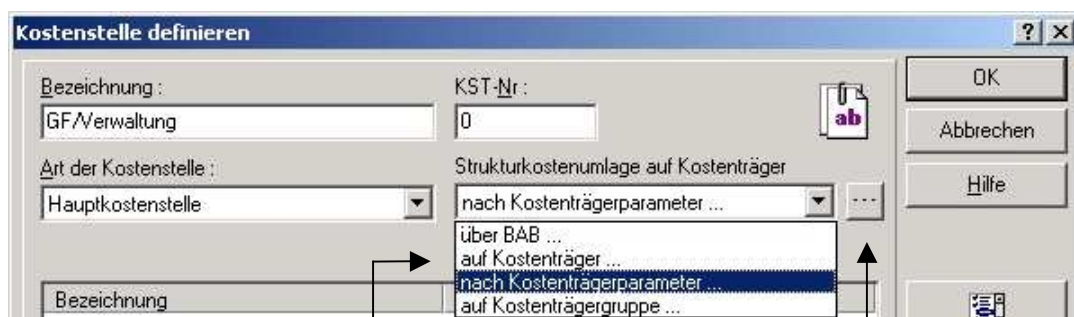 Kostenstelle definieren
Bezeichnung :
KST-Nr :
OK
GF/Verwaltung
0
ab
Abbrechen
Art der Kostenstelle :
Strukturkostenumlage auf Kostenträger
Hilfe
Hauptkostenstelle
nach Kostenträgerparameter ...
...
über BAB ...
auf Kostenträger ...
nach Kostenträgerparameter ...
Bezeichnung
auf Kostenträgergruppe ...